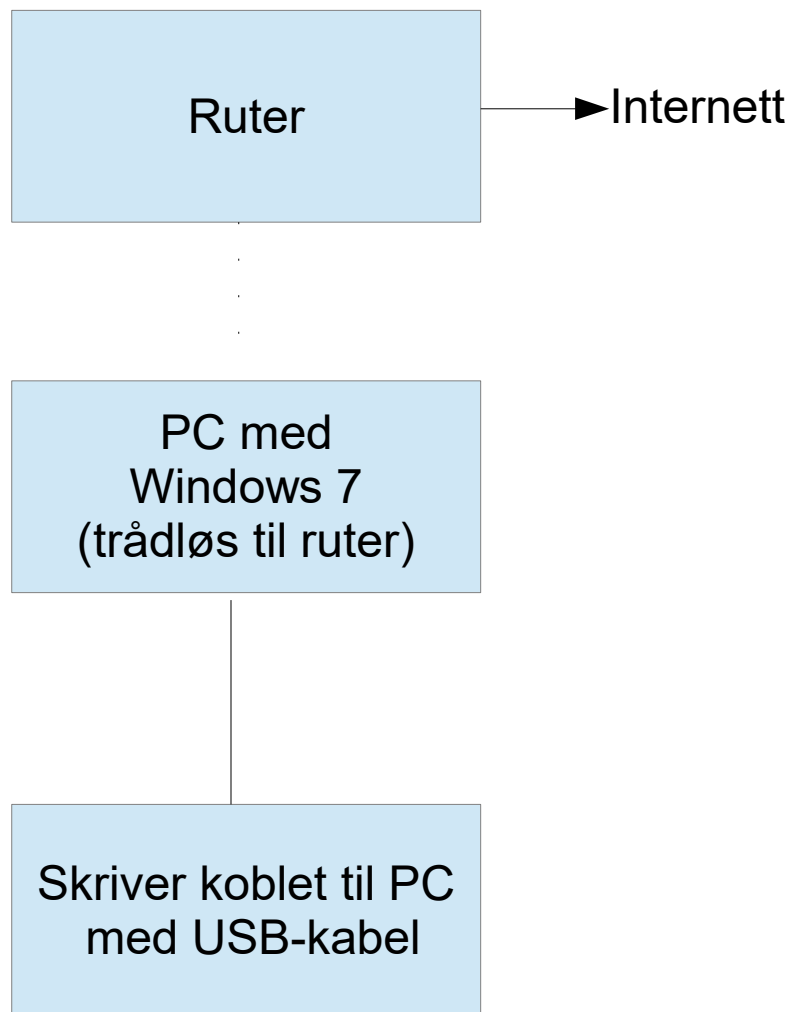 Ruter
Internett
PC med
Windows 7
(trådløs til ruter)
Skriver koblet til PC
med USB-kabel